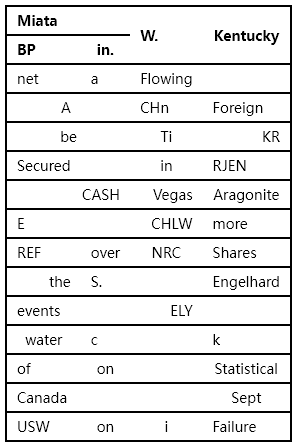 Miata W. Kentucky
BP in.
net a Flowing
A CHn Foreign
be Ti KR
Secured in RJEN
CASH Vegas Aragonite
E CHLW more
REF over NRC Shares
the S. Engelhard
events ELY
water c k
of on Statistical
Canada Sept
USW on i Failure